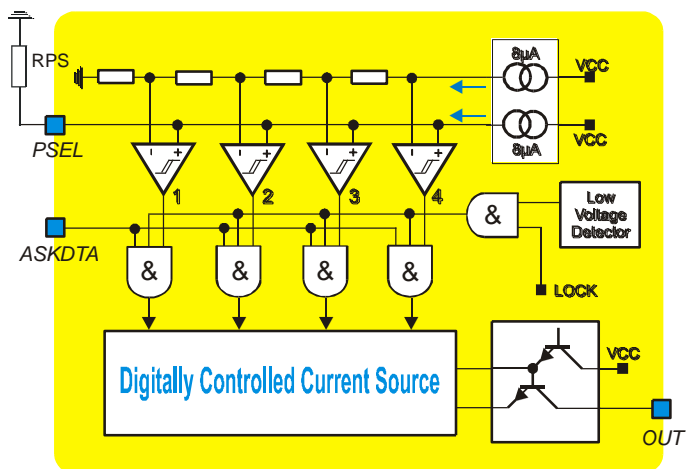 RPS
8µA
VCC
VCC
8µA
PSEL
1
2
3
4
Low
Voltage
Detector
&
ASKDTA
&
&
&
&
LOCK
Digitally Controlled Current Source
VCC
OUT